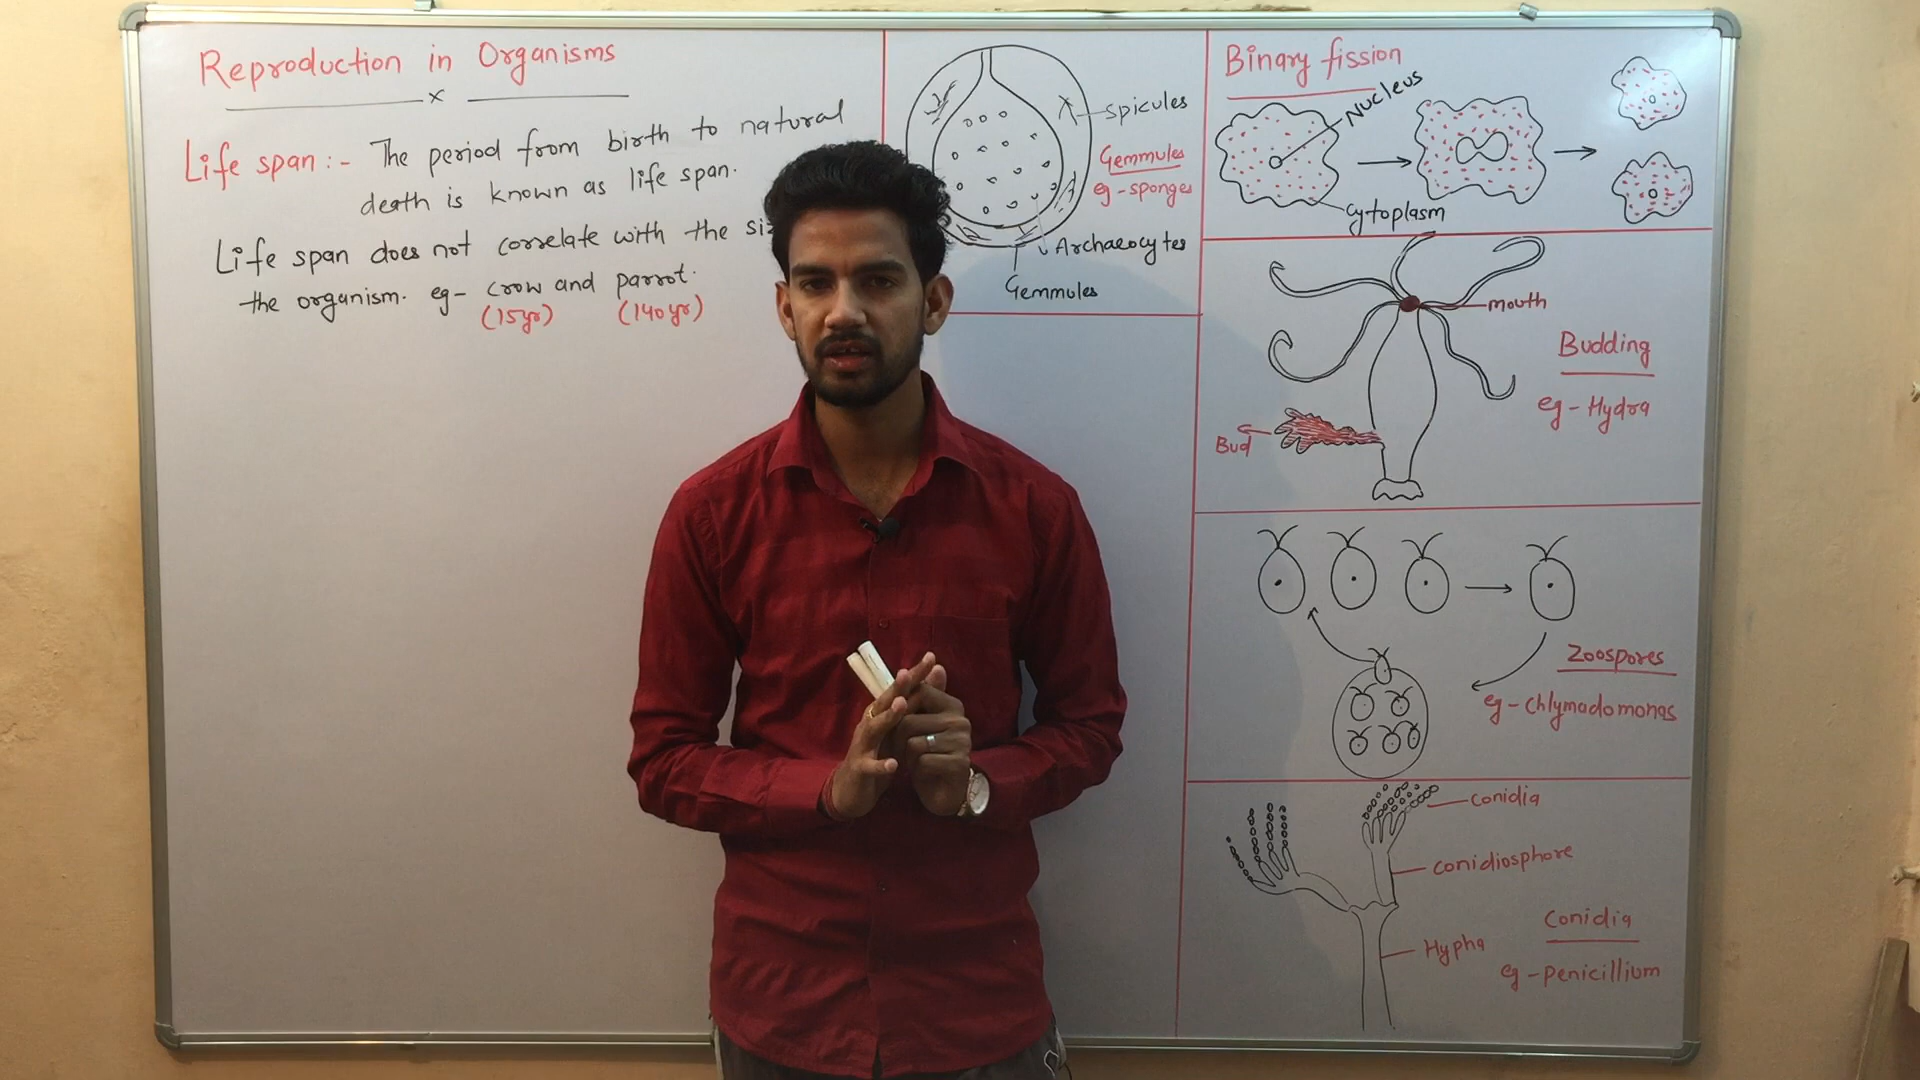 Reproduction in Organisms
x
Life span :- The period from birth to natural
death is known as life span.
Life span does not correlate with the
the organism. eg- crow and parrot.
(15yr) (140yr)
Spicules
Gemmules
eg - sponges
Archaeocytes
Gemmules
Binary fission
Nucleus
Cytoplasm
mouth
Budding
eg - Hydra
Bud
Zoospores
eg - chlymadomonas
conidia
conidiosphore
Hypha
Conidia
eg - penicillium